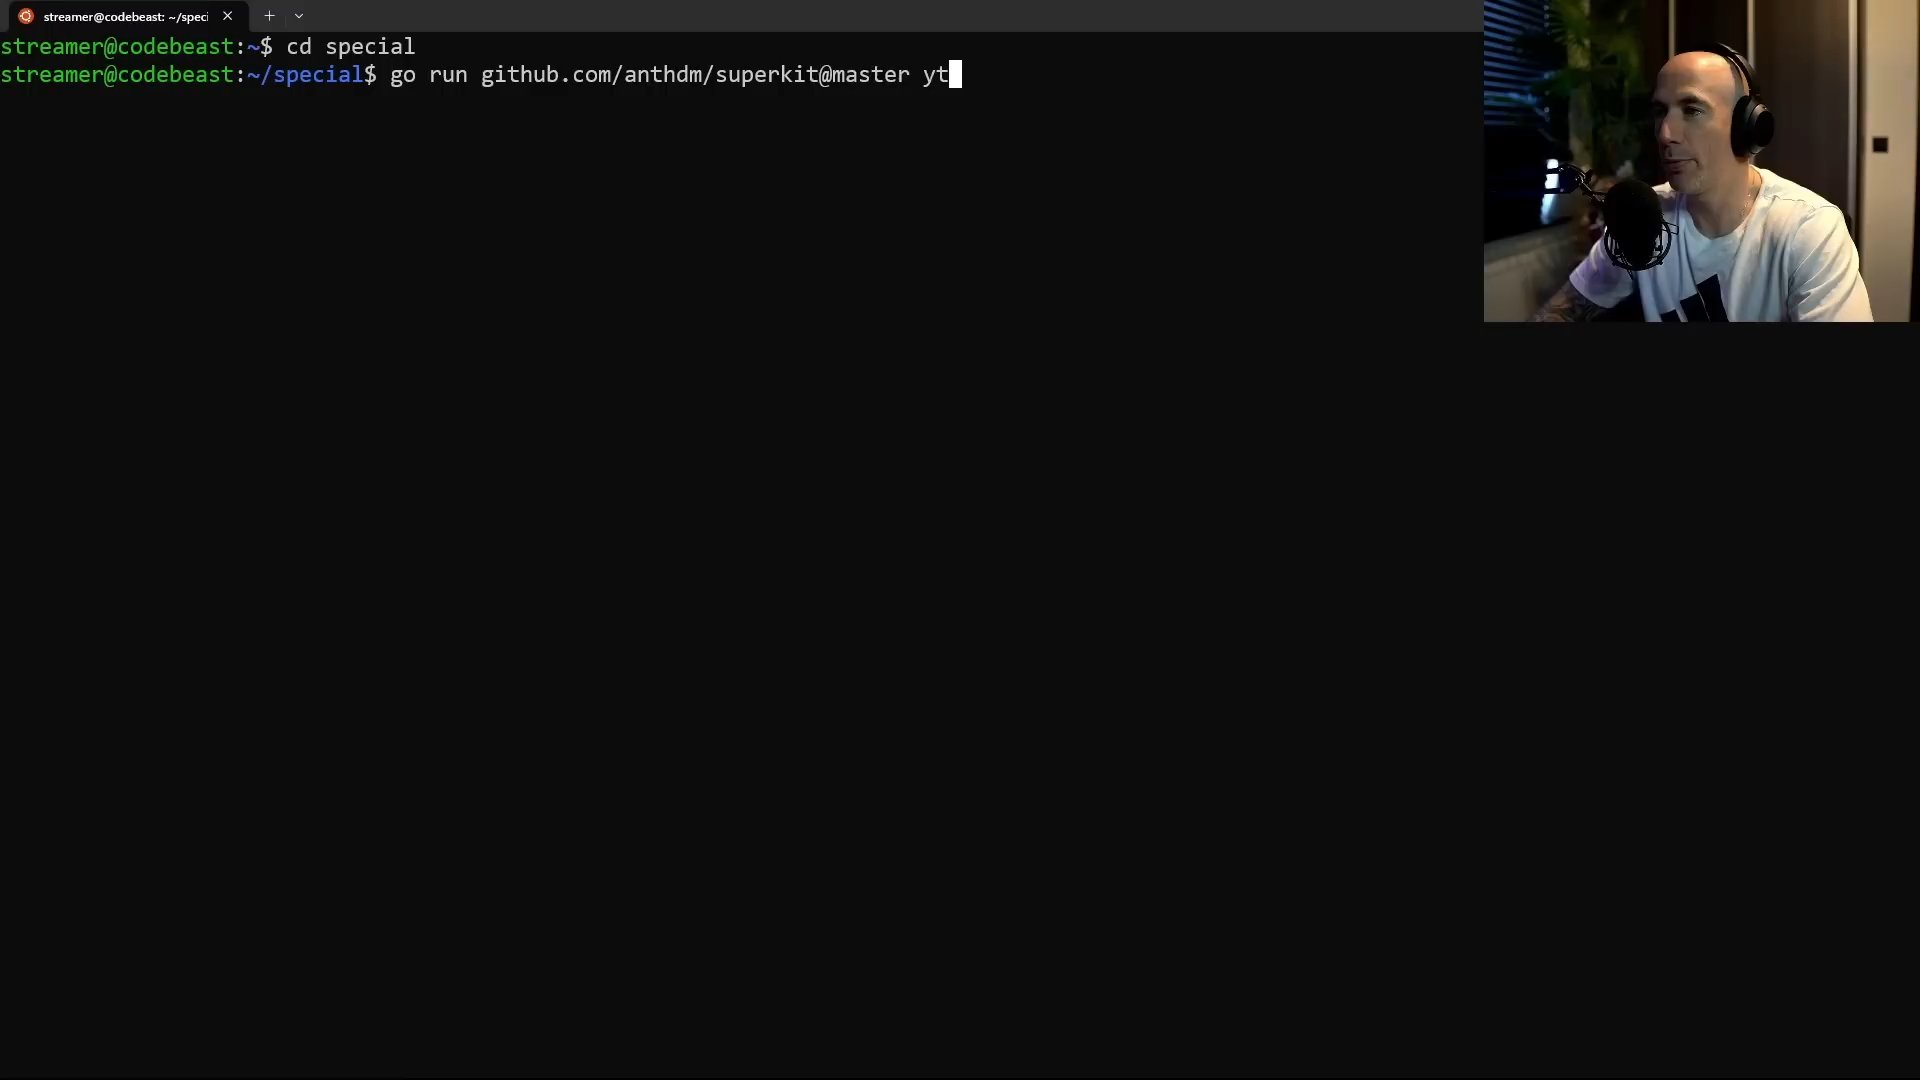 streamer@codebeast: ~/speci
streamer@codebeast:~$ cd special
streamer@codebeast:~/special$ go run github.com/anthdm/superkit@master yt